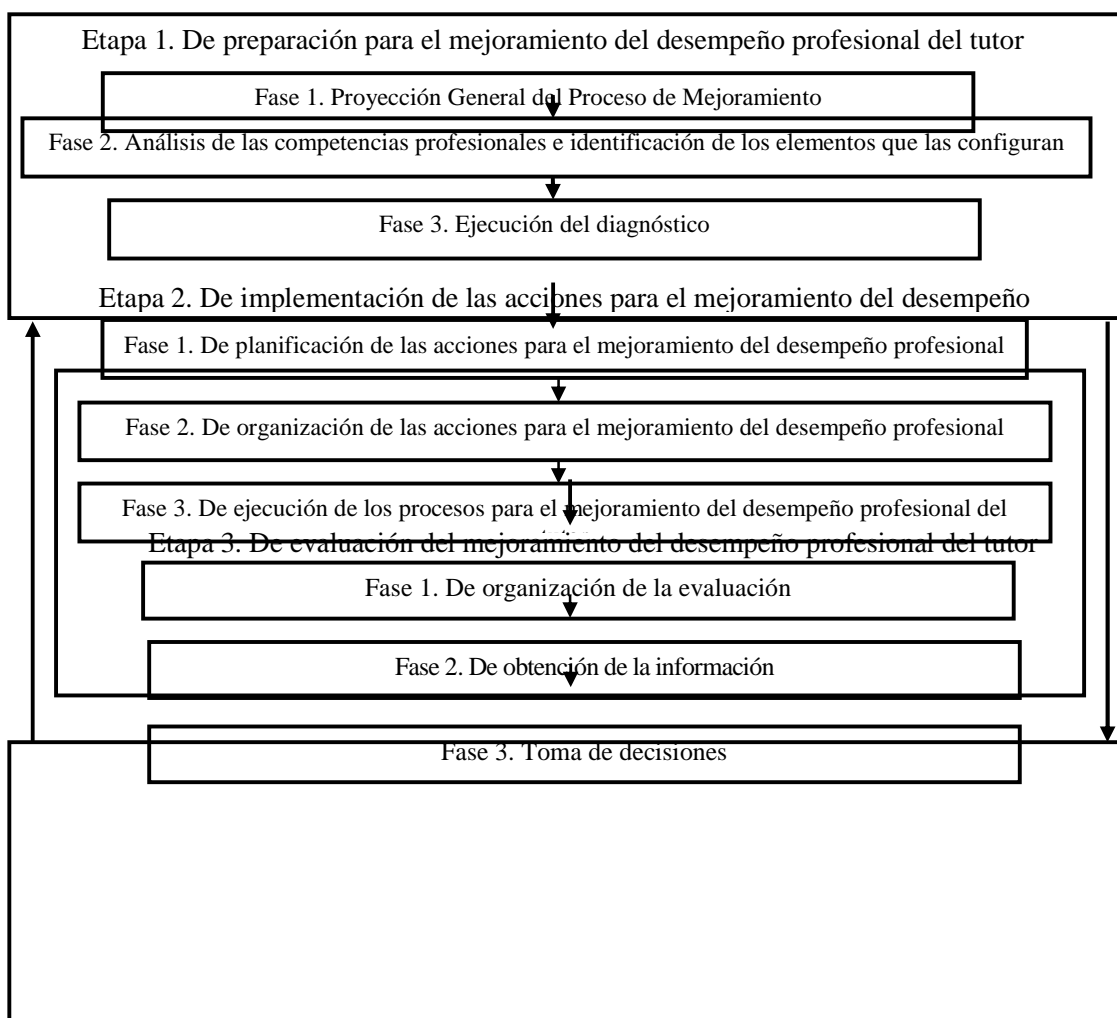 Etapa 1. De preparación para el mejoramiento del desempeño profesional del tutor
Fase 1. Proyección General del Proceso de Mejoramiento
Fase 2. Análisis de las competencias profesionales e identificación de los elementos que las configuran
Fase 3. Ejecución del diagnóstico
Etapa 2. De implementación de las acciones para el mejoramiento del desempeño
Fase 1. De planificación de las acciones para el mejoramiento del desempeño profesional
Fase 2. De organización de las acciones para el mejoramiento del desempeño profesional
Fase 3. De ejecución de los procesos para el mejoramiento del desempeño profesional del
Etapa 3. De evaluación del mejoramiento del desempeño profesional del tutor
Fase 1. De organización de la evaluación
Fase 2. De obtención de la información
Fase 3. Toma de decisiones